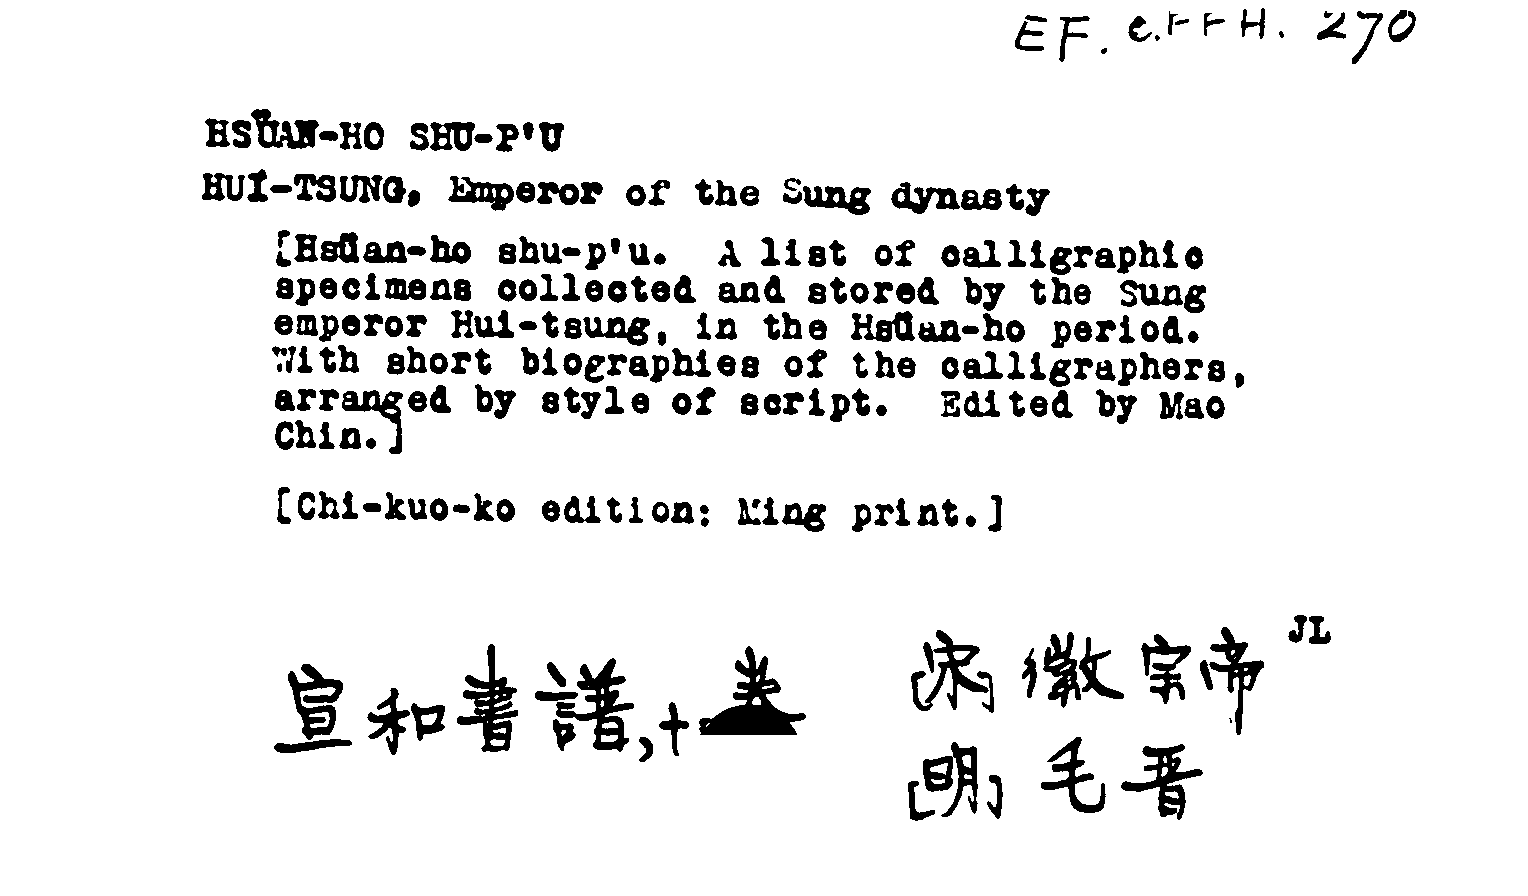 EF. 270
HSÜAN-HO SHU-P'U
HUI-TSUNG, Emperor of the Sung dynasty
[Hsüan-ho shu-p'u. A list of calligraphic
specimens collected and stored by the Sung
emperor Hui-tsung, in the Hsüan-ho period.
With short biographies of the calligraphers,
arranged by style of script. Edited by Mao
Chin.]
[Chi-kuo-ko edition: Ming print.]
JL
宣和書譜,十
[宋] 徽宗帝
[明] 毛晋